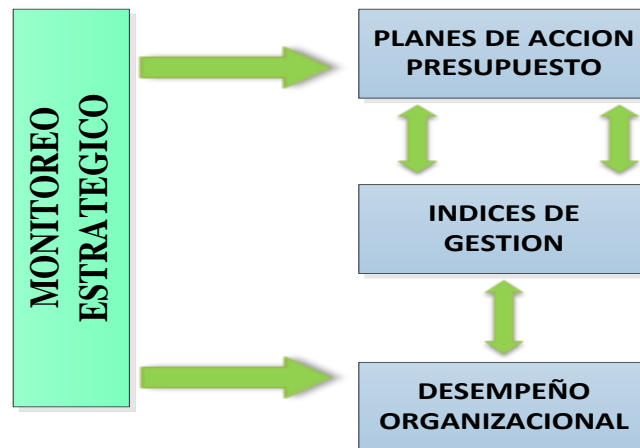 MONITOREO
ESTRATEGICO
PLANES DE ACCION
PRESUPUESTO
INDICES DE
GESTION
DESEMPEÑO
ORGANIZACIONAL